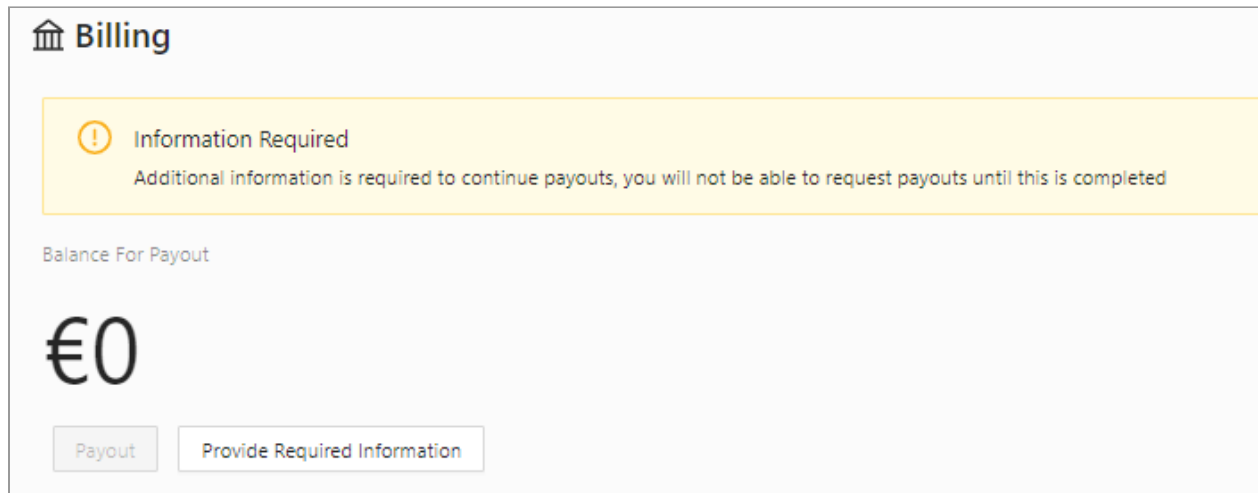 Billing
Information Required
Additional information is required to continue payouts, you will not be able to request payouts until this is completed
Balance For Payout
€0
Payout
Provide Required Information